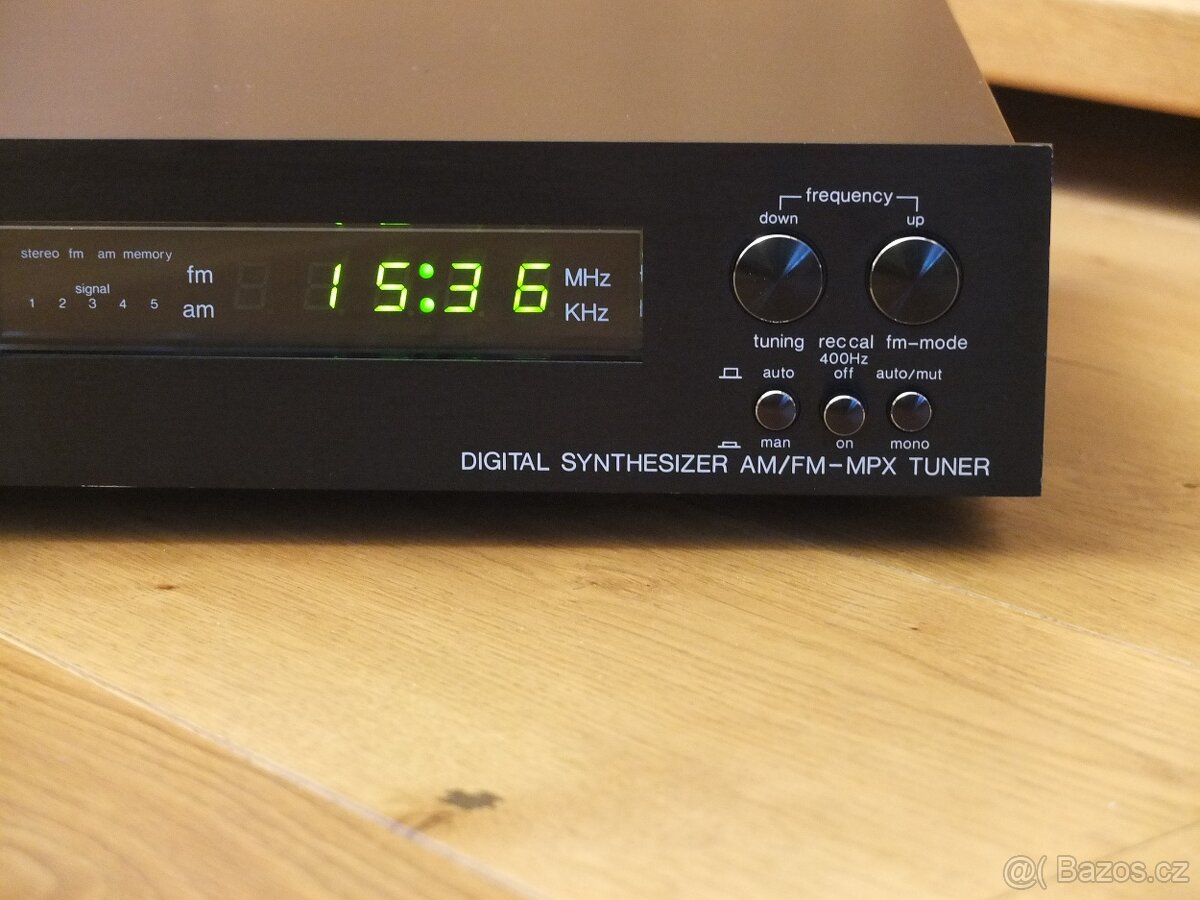 frequency
down up
stereo fm am memory
fm
signal
1 2 3 4 5
am
15:36
MHz
KHz
tuning rec cal fm-mode
400Hz
auto off auto/mut
man on mono
DIGITAL SYNTHESIZER AM/FM-MPX TUNER
@( Bazos.cz